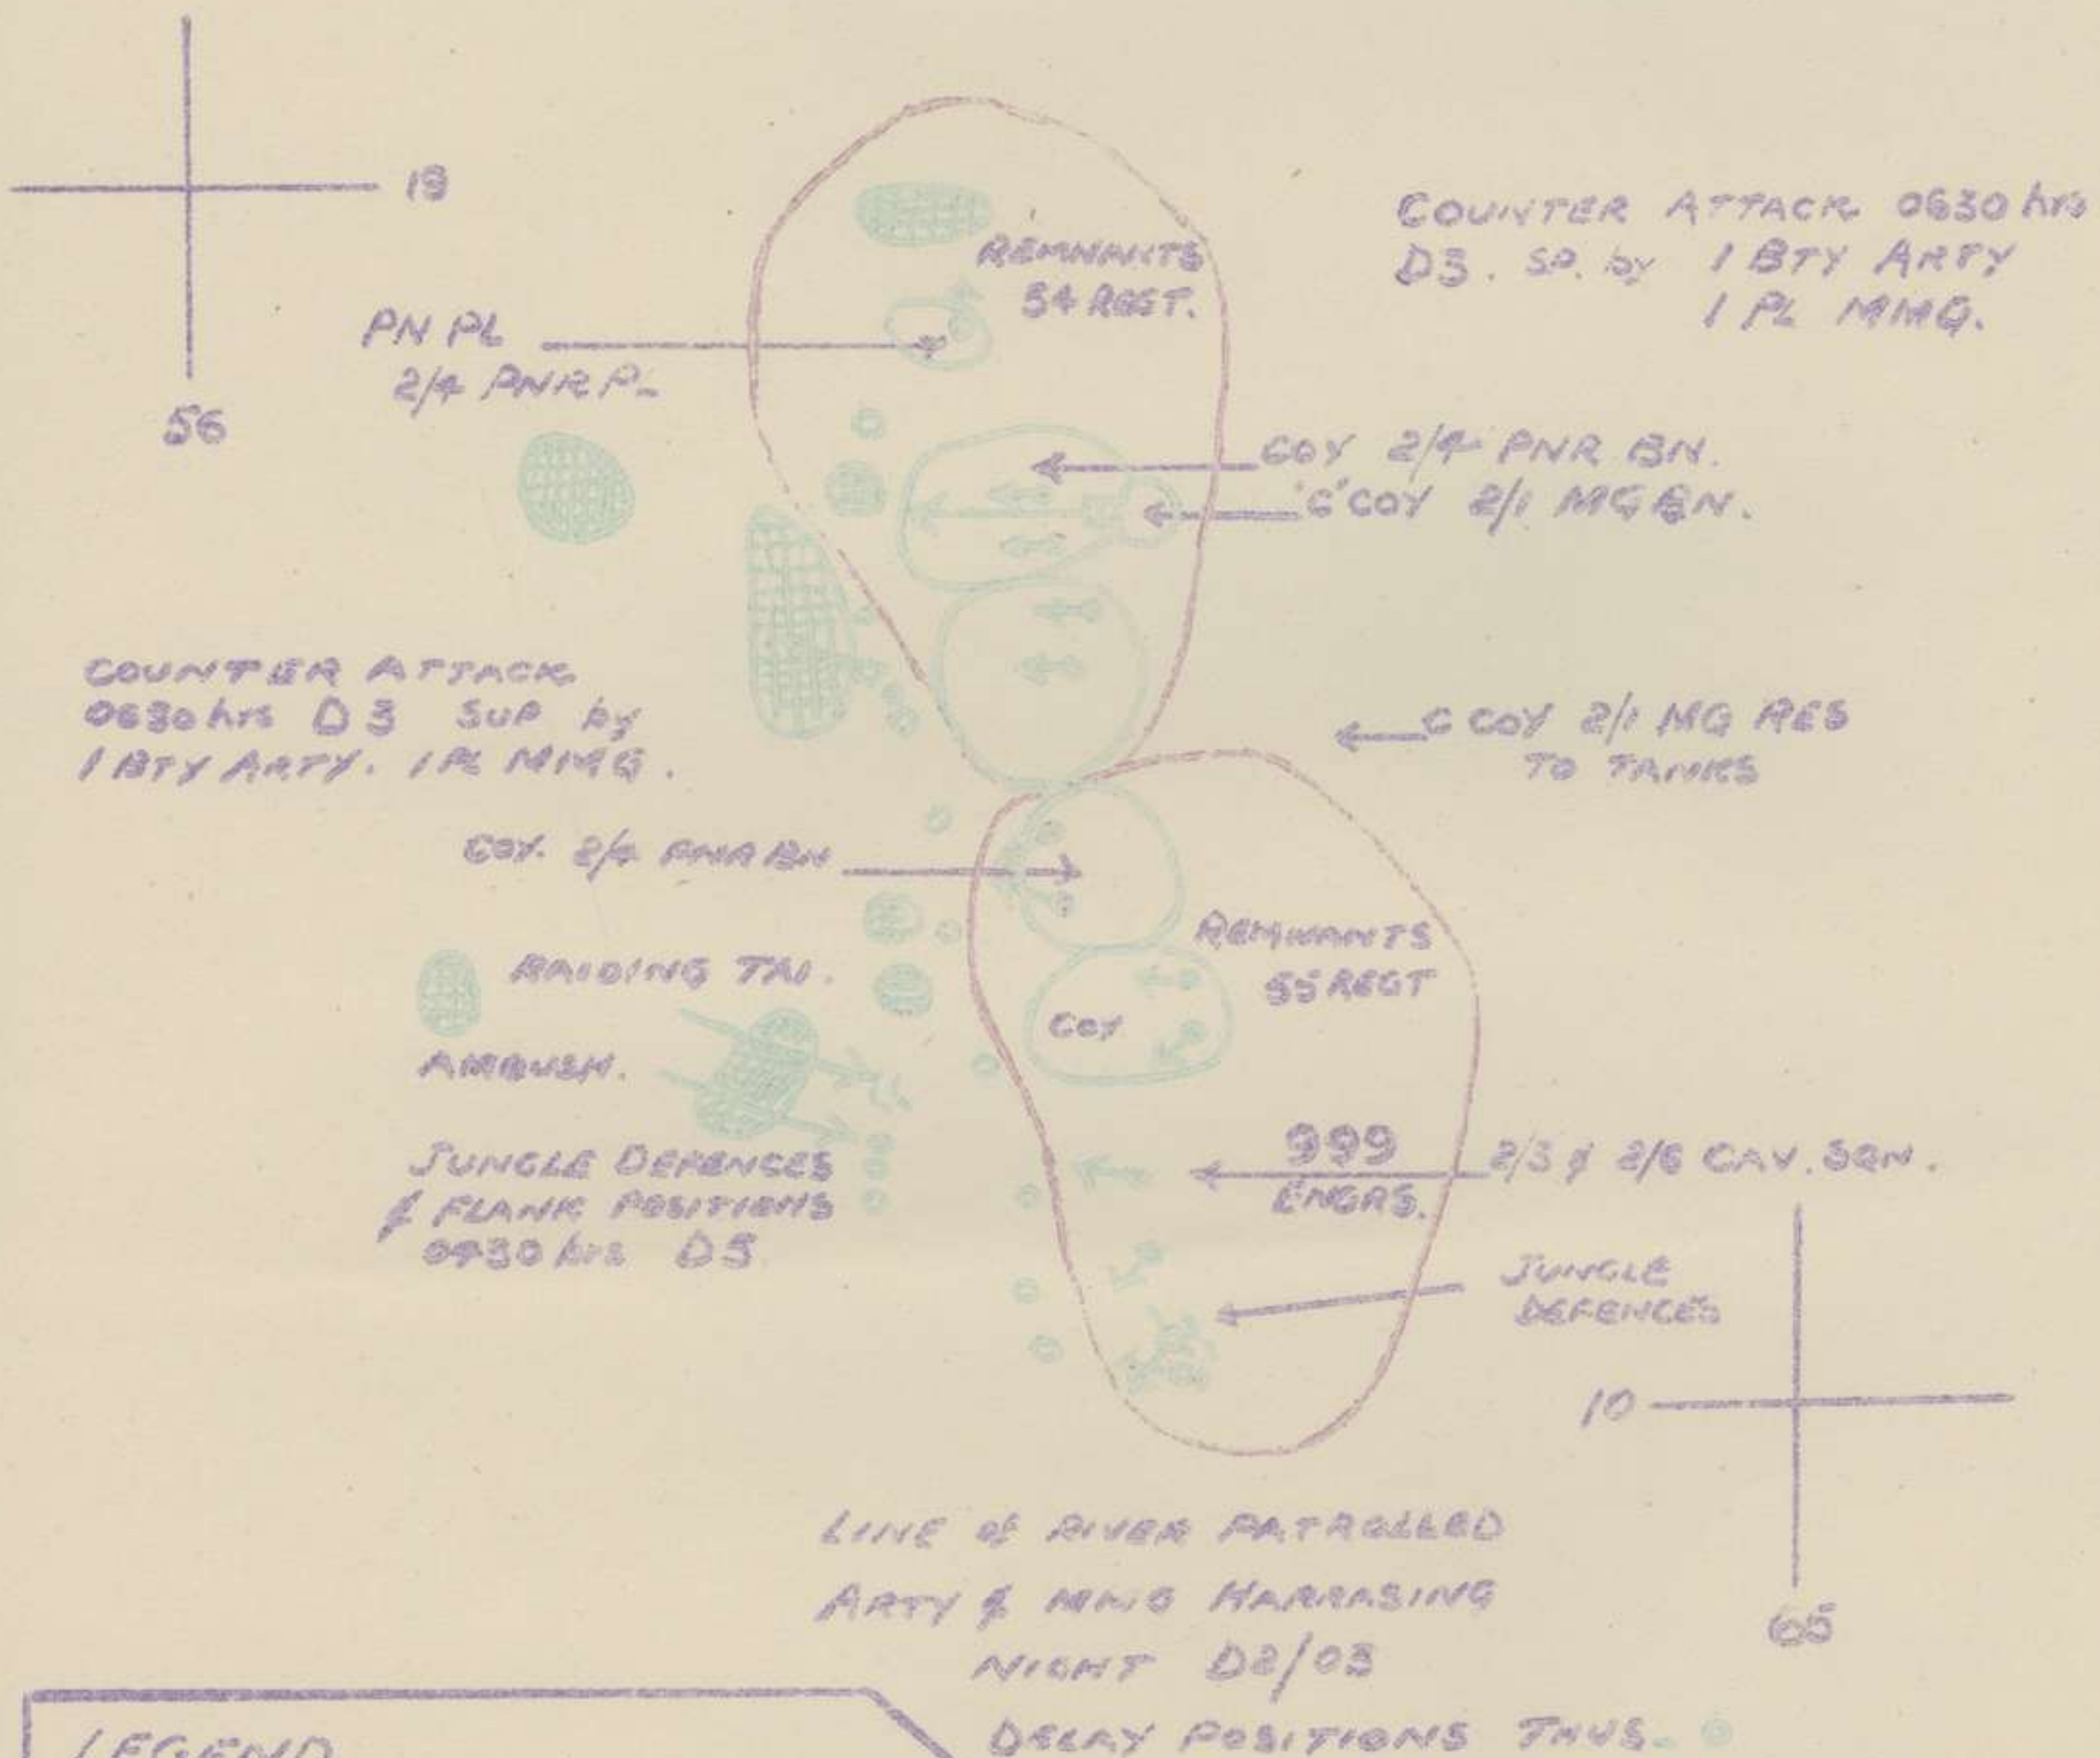 18
56
REMNANTS
54 REGT.
COUNTER ATTACK 0630 hrs
D3. SP. by 1 BTY ARTY
1 PL MMG.
PN PL
2/4 PNR
COY 2/4 PNR BN.
'C' COY 2/1 MG BN.
COUNTER ATTACK
0630 hrs D3 SUP by
1 BTY ARTY. 1 PL MMG.
C COY 2/1 MG RES
TO TANKS
COY. 2/4 PNR BN
REMNANTS
55 REGT
COY
RAIDING
AMBUSH.
JUNGLE DEFENCES
& FLANK POSITIONS
0430 hrs
999
ENGRS.
2/3 & 2/6 CAV. SQN.
JUNGLE
DEFENCES
10
65
LINE of RIVER PATROLLED
ARTY & MMG HARRASING
NIGHT D2/D3
DELAY POSITIONS THUS
LEGEND